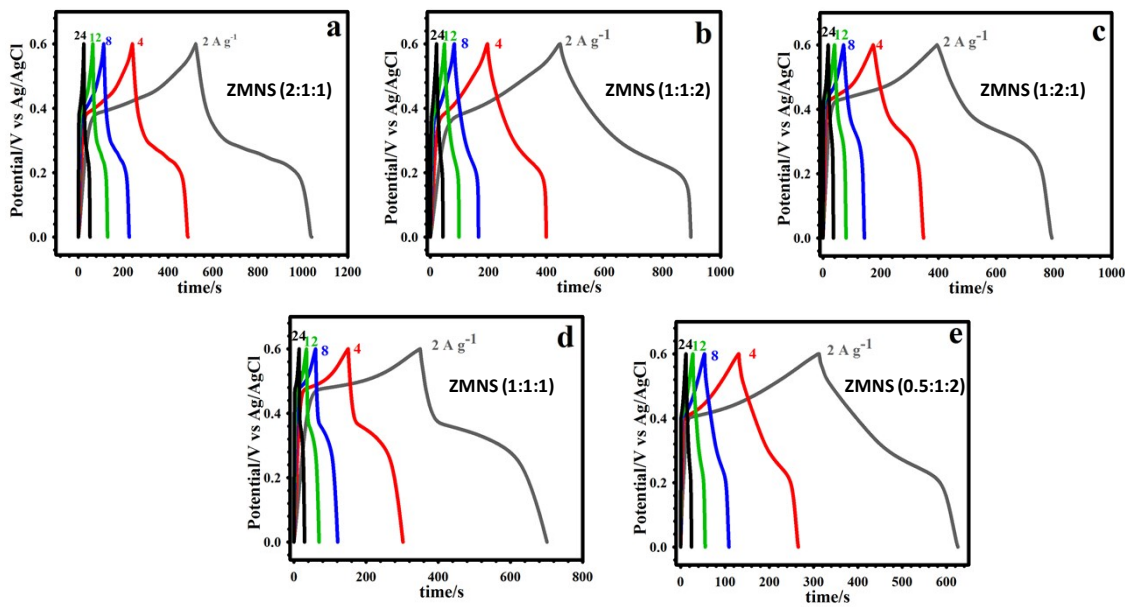 a
24 12 8 4 2 A g⁻¹
ZMNS (2:1:1)
Potential/V vs Ag/AgCl
0.6
0.4
0.2
0.0
0 200 400 600 800 1000 1200
time/s
b
24 12 8 4 2 A g⁻¹
ZMNS (1:1:2)
Potential/V vs Ag/AgCl
0.6
0.4
0.2
0.0
0 200 400 600 800 1000
time/s
c
24 12 8 4 2 A g⁻¹
ZMNS (1:2:1)
Potential/V vs Ag/AgCl
0.6
0.4
0.2
0.0
0 200 400 600 800 1000
time/s
d
24 12 8 4 2 A g⁻¹
ZMNS (1:1:1)
Potential/V vs Ag/AgCl
0.6
0.4
0.2
0.0
0 200 400 600 800
time/s
e
24 12 8 4 2 A g⁻¹
ZMNS (0.5:1:2)
Potential/V vs Ag/AgCl
0.6
0.4
0.2
0.0
0 100 200 300 400 500 600
time/s